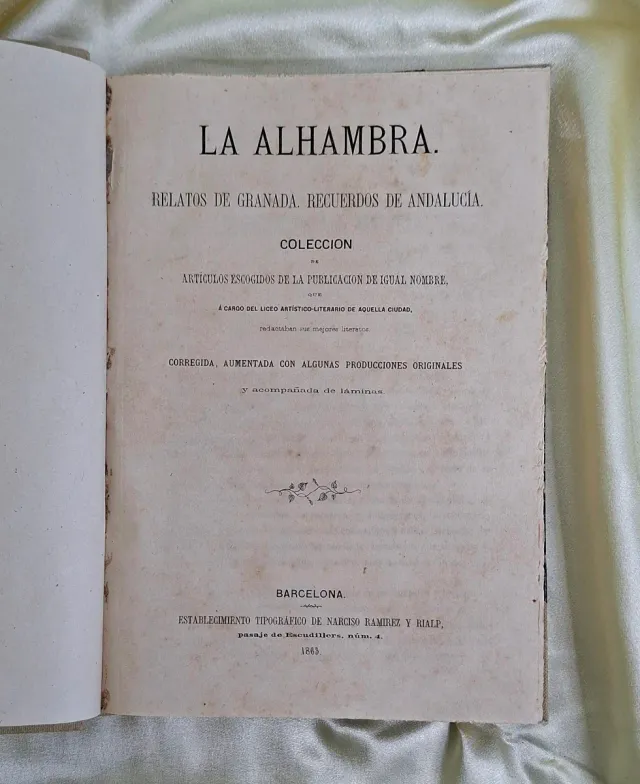 LA ALHAMBRA.
RELATOS DE GRANADA. RECUERDOS DE ANDALUCÍA.
COLECCION
DE
ARTÍCULOS ESCOGIDOS DE LA PUBLICACION DE IGUAL NOMBRE,
QUE
Á CARGO DEL LICEO ARTÍSTICO-LITERARIO DE AQUELLA CIUDAD,
redactaban sus mejores literatos.
CORREGIDA, AUMENTADA CON ALGUNAS PRODUCCIONES ORIGINALES
y acompañada de láminas.
BARCELONA.
ESTABLECIMIENTO TIPOGRÁFICO DE NARCISO RAMIREZ Y RIALP,
pasaje de Escudillers, núm. 4.
1863.